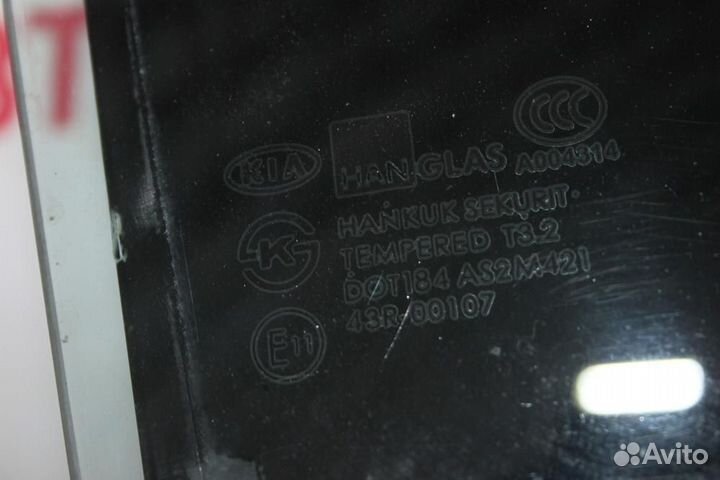 CCC
KIA HANGLAS A004314
HANKUK SEKURIT
K TEMPERED T3.2
DOT184 AS2M421
E11 43R-00107
Avito